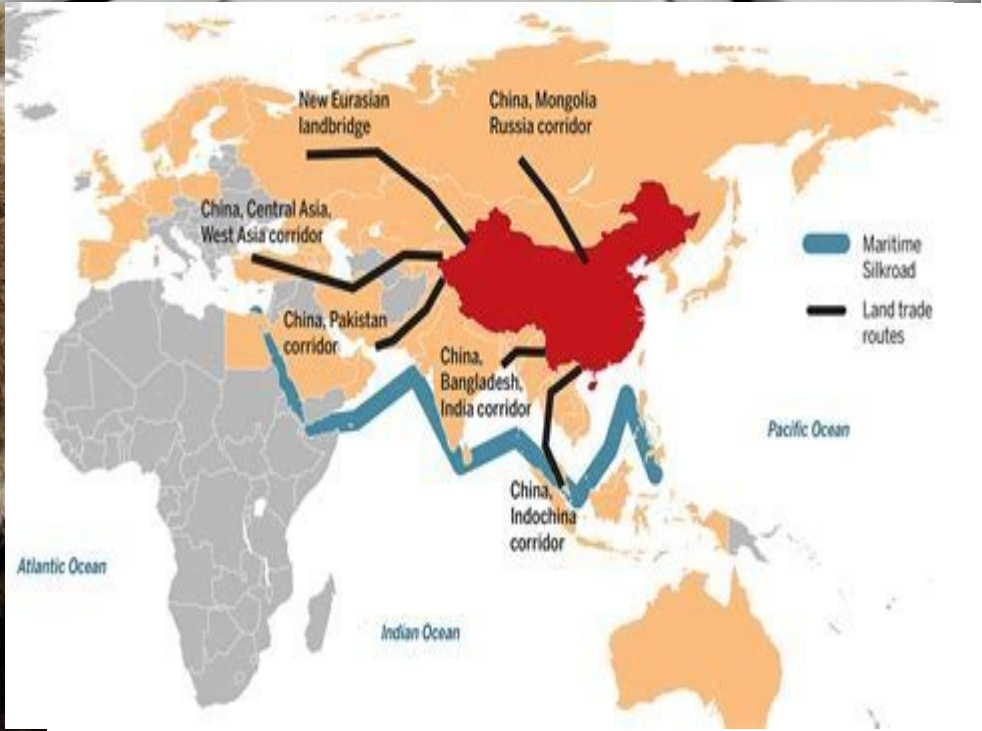 New Eurasian
landbridge
China, Mongolia
Russia corridor
China, Central Asia,
West Asia corridor
Maritime
Silkroad
Land trade
routes
China, Pakistan
corridor
China,
Bangladesh,
India corridor
Pacific Ocean
China,
Indochina
corridor
Atlantic Ocean
Indian Ocean